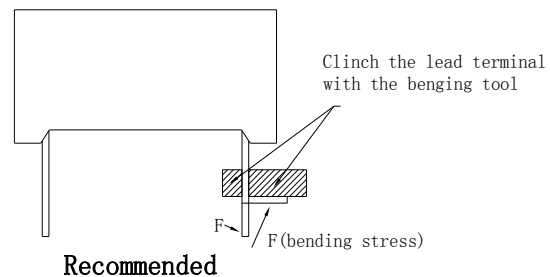 Clinch the lead terminal
with the benging tool
F
F(bending stress)
Recommended